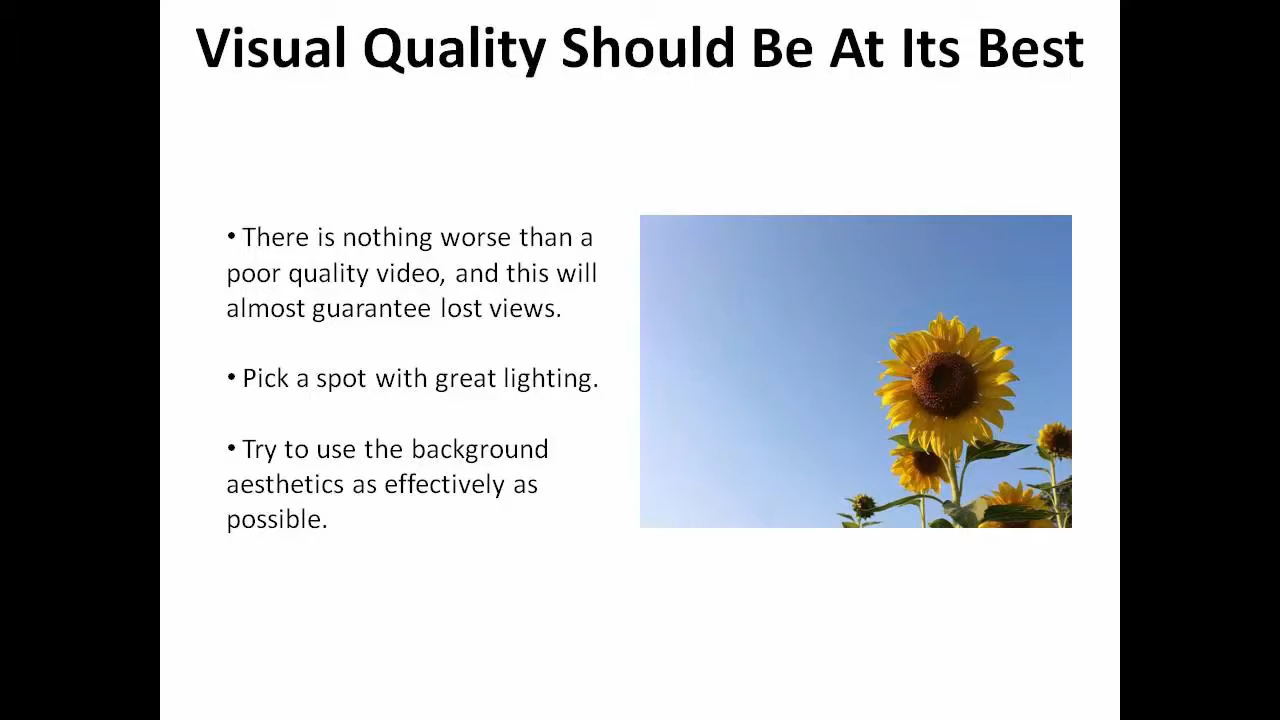 Visual Quality Should Be At Its Best
• There is nothing worse than a
poor quality video, and this will
almost guarantee lost views.
• Pick a spot with great lighting.
• Try to use the background
aesthetics as effectively as
possible.